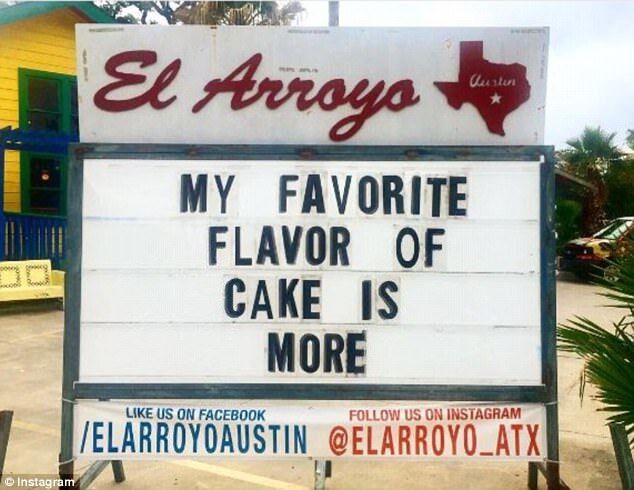 El Arroyo
Austin
MY FAVORITE
FLAVOR OF
CAKE IS
MORE
LIKE US ON FACEBOOK
/ELARROYOAUSTIN
FOLLOW US ON INSTAGRAM
@ELARROYO_ATX
© Instagram